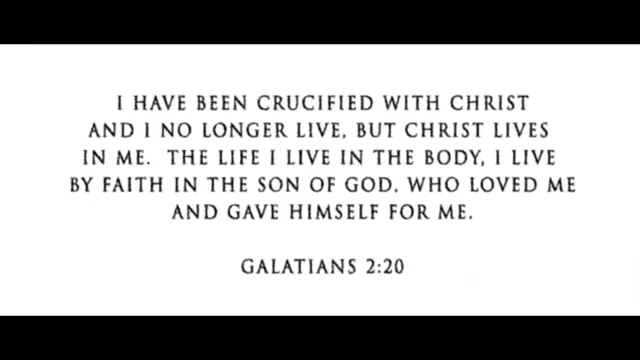 I HAVE BEEN CRUCIFIED WITH CHRIST
AND I NO LONGER LIVE, BUT CHRIST LIVES
IN ME. THE LIFE I LIVE IN THE BODY, I LIVE
BY FAITH IN THE SON OF GOD, WHO LOVED ME
AND GAVE HIMSELF FOR ME.
GALATIANS 2:20